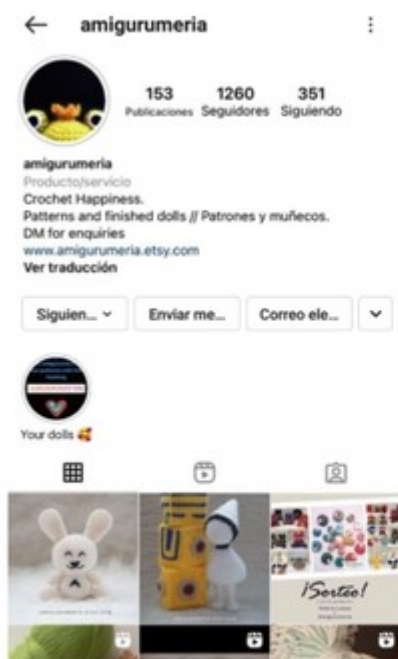 amigurumeria
153 1260 351
Publicaciones Seguidores Siguiendo
amigurumeria
Producto/servicio
Crochet Happiness.
Patterns and finished dolls // Patrones y muñecos.
DM for enquiries
www.amigurumeria.etsy.com
Ver traducción
Siguien... Enviar me... Correo ele...
Your dolls 🥰
¡Sorteo!